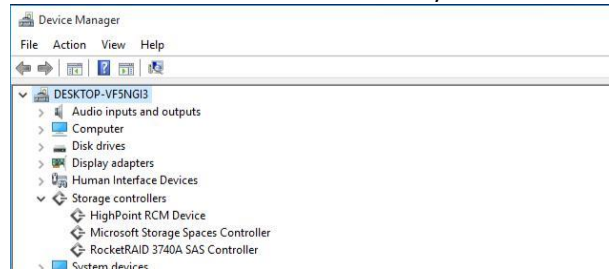 Device Manager
File Action View Help
DESKTOP-VF5NGI3
Audio inputs and outputs
Computer
Disk drives
Display adapters
Human Interface Devices
Storage controllers
HighPoint RCM Device
Microsoft Storage Spaces Controller
RocketRAID 3740A SAS Controller
System devices